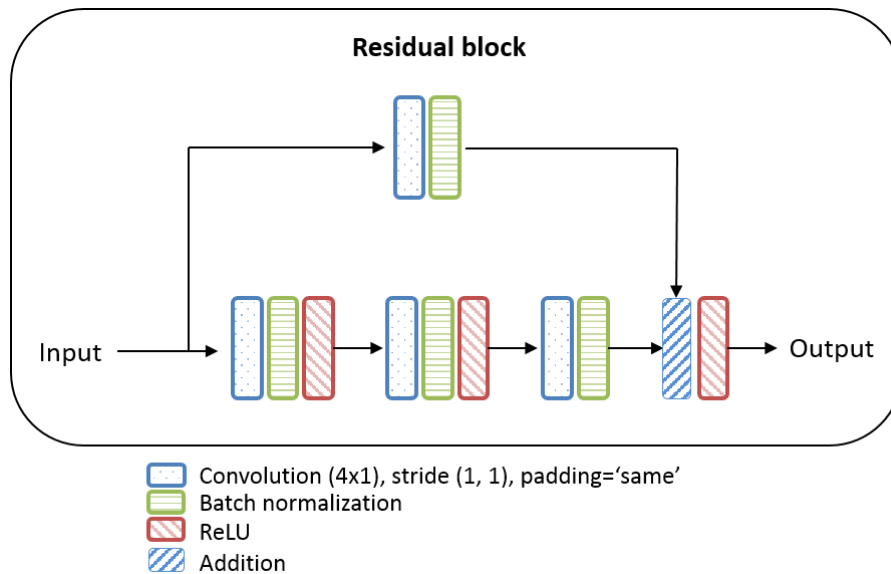 Residual block
Input
Output
Convolution (4x1), stride (1, 1), padding=‘same’
Batch normalization
ReLU
Addition